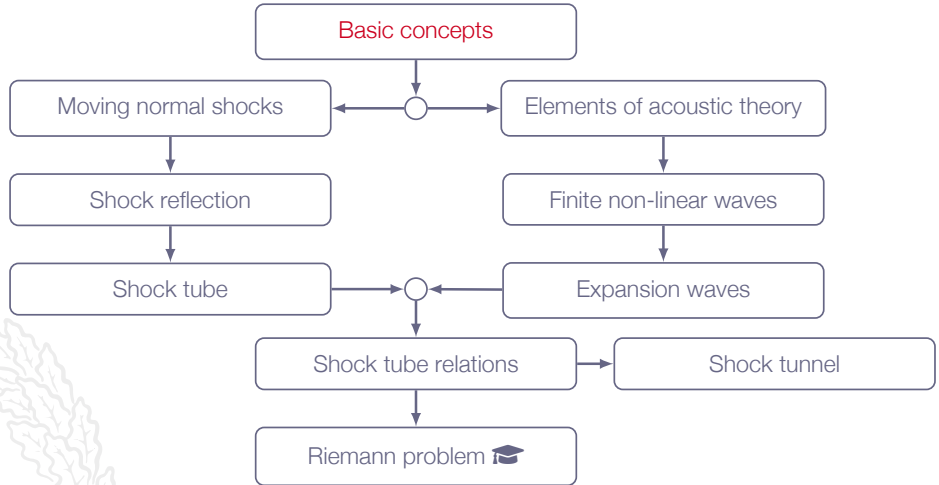 Basic concepts
Moving normal shocks
Elements of acoustic theory
Shock reflection
Finite non-linear waves
Shock tube
Expansion waves
Shock tube relations
Shock tunnel
Riemann problem